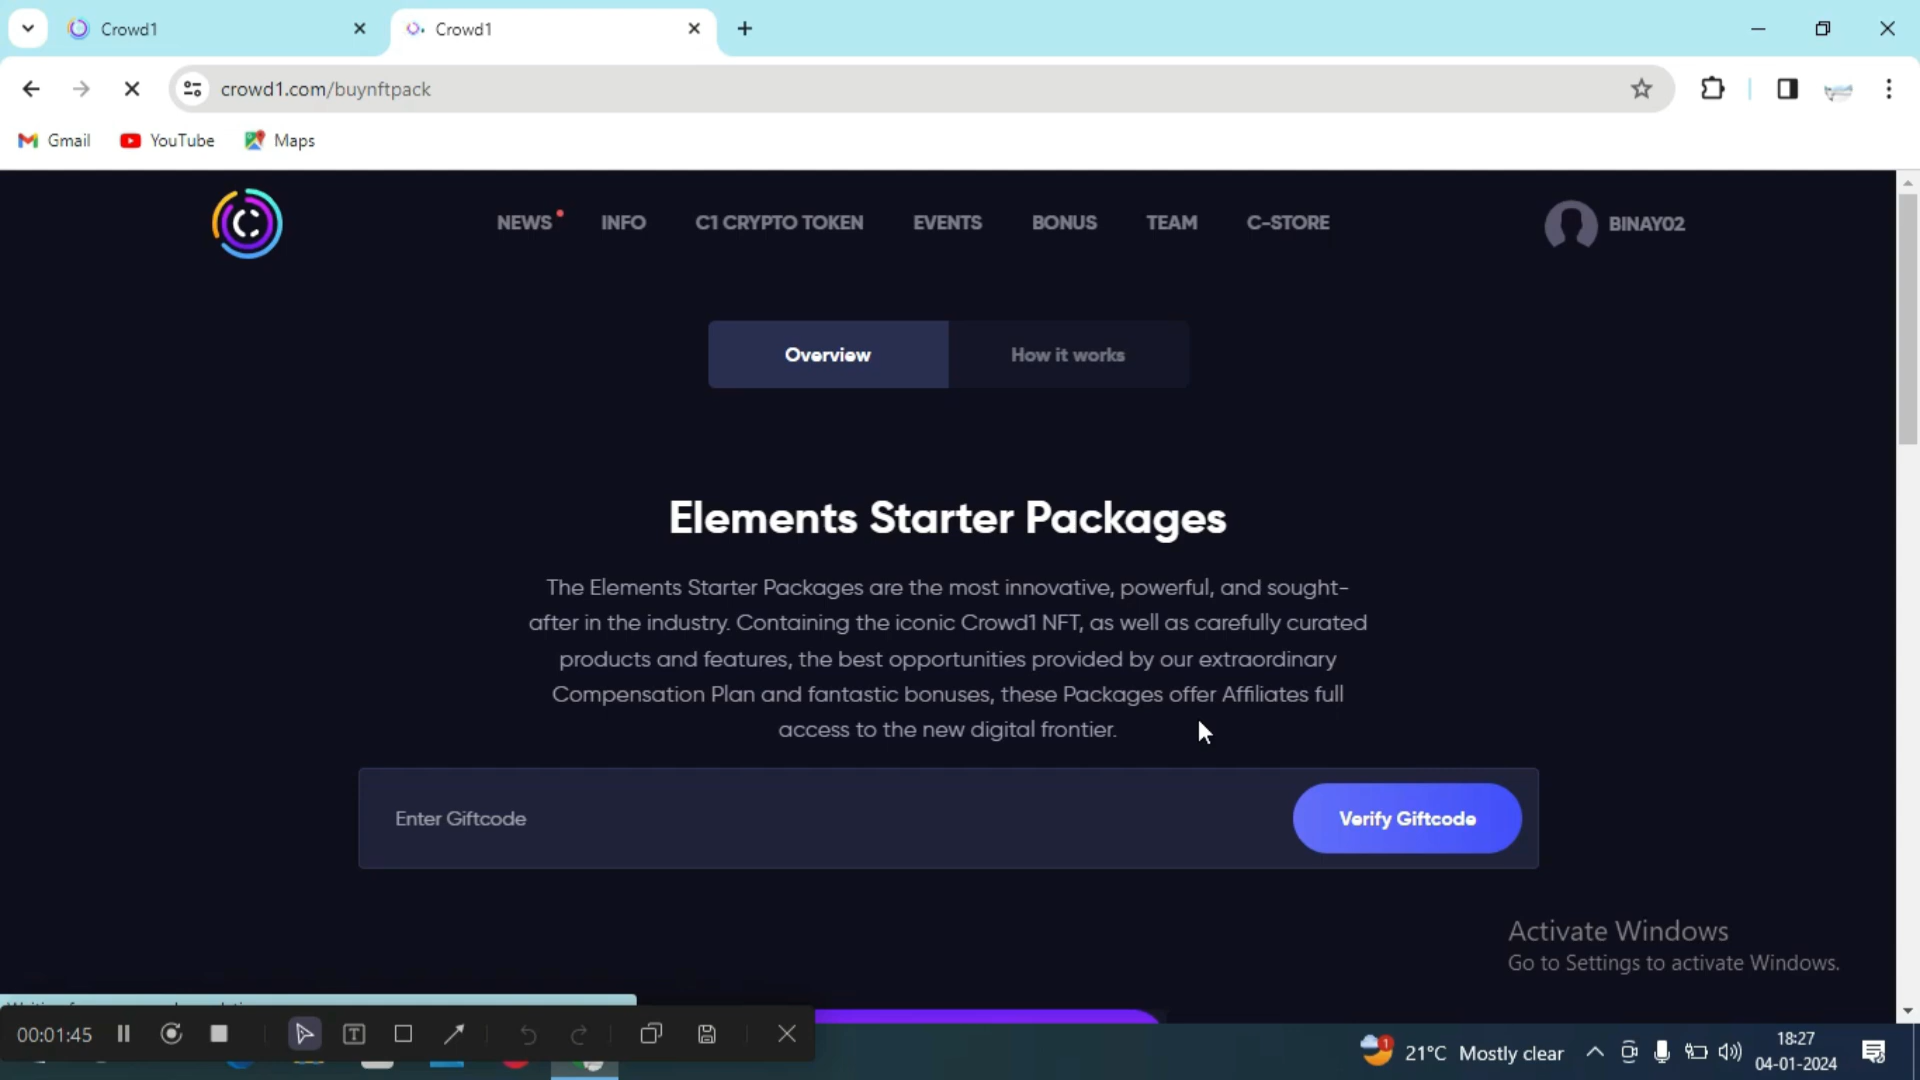 Crowd1
Crowd1
crowd1.com/buynftpack
Gmail YouTube Maps
NEWS INFO C1 CRYPTO TOKEN EVENTS BONUS TEAM C-STORE BINAY02
Overview How it works
Elements Starter Packages
The Elements Starter Packages are the most innovative, powerful, and sought-
after in the industry. Containing the iconic Crowd1 NFT, as well as carefully curated
products and features, the best opportunities provided by our extraordinary
Compensation Plan and fantastic bonuses, these Packages offer Affiliates full
access to the new digital frontier.
Enter Giftcode Verify Giftcode
Activate Windows
Go to Settings to activate Windows.
00:01:45
1 21°C Mostly clear
18:27
04-01-2024